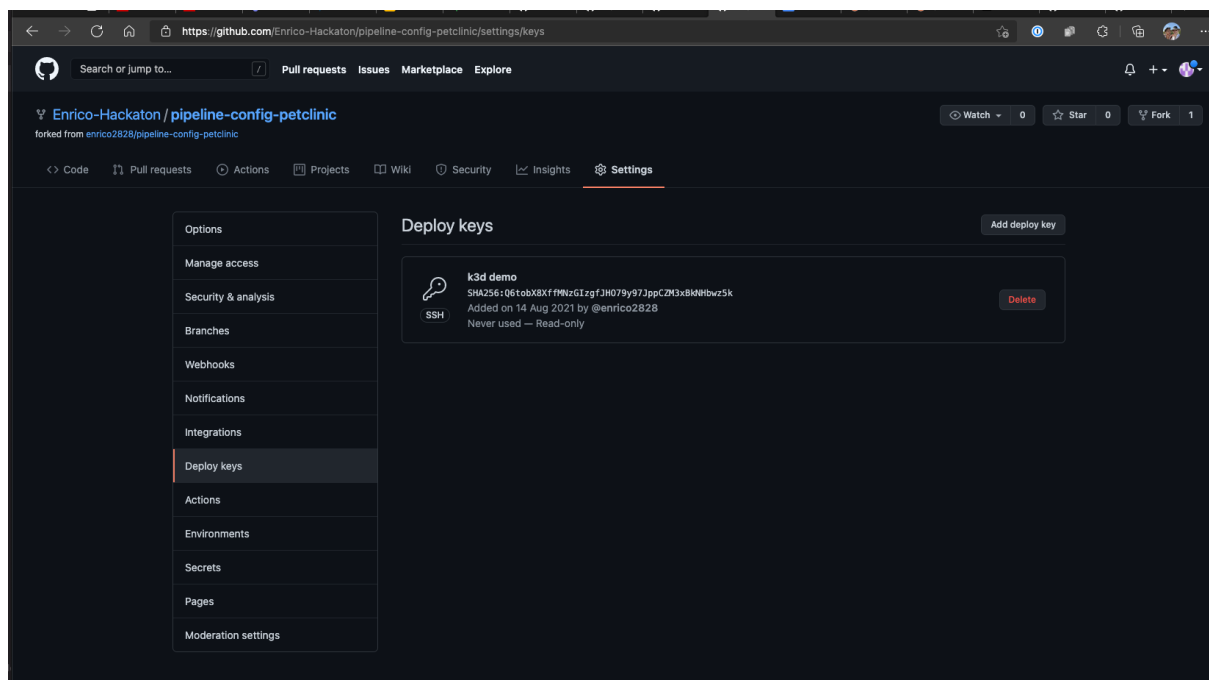 https://github.com/Enrico-Hackaton/pipeline-config-petclinic/settings/keys
Search or jump to... / Pull requests Issues Marketplace Explore
Enrico-Hackaton / pipeline-config-petclinic Watch 0 Star 0 Fork 1
forked from enrico2828/pipeline-config-petclinic
Code Pull requests Actions Projects Wiki Security Insights Settings
Options
Manage access
Security & analysis
Branches
Webhooks
Notifications
Integrations
Deploy keys
Actions
Environments
Secrets
Pages
Moderation settings
Deploy keys Add deploy key
k3d demo
SHA256:Q6tobX8XffMNzGIzgfJHO79y97JppCZM3xBkNHbwz5k
Added on 14 Aug 2021 by @enrico2828
Never used — Read-only
SSH
Delete